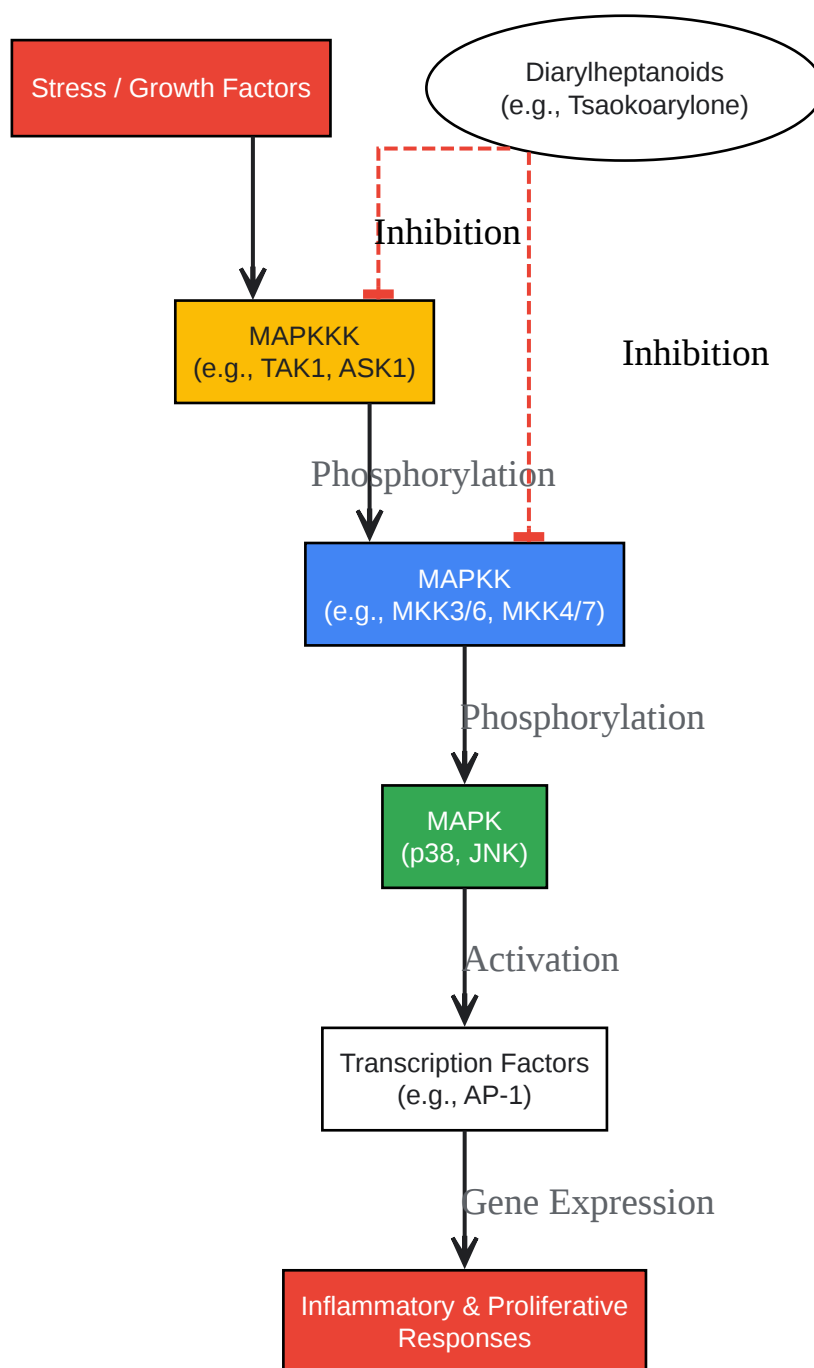 Stress / Growth Factors
Diarylheptanoids
(e.g., Tsaokoarylone)
Inhibition
MAPKKK
(e.g., TAK1, ASK1)
Inhibition
Phosphorylation
MAPKK
(e.g., MKK3/6, MKK4/7)
Phosphorylation
MAPK
(p38, JNK)
Activation
Transcription Factors
(e.g., AP-1)
Gene Expression
Inflammatory & Proliferative
Responses